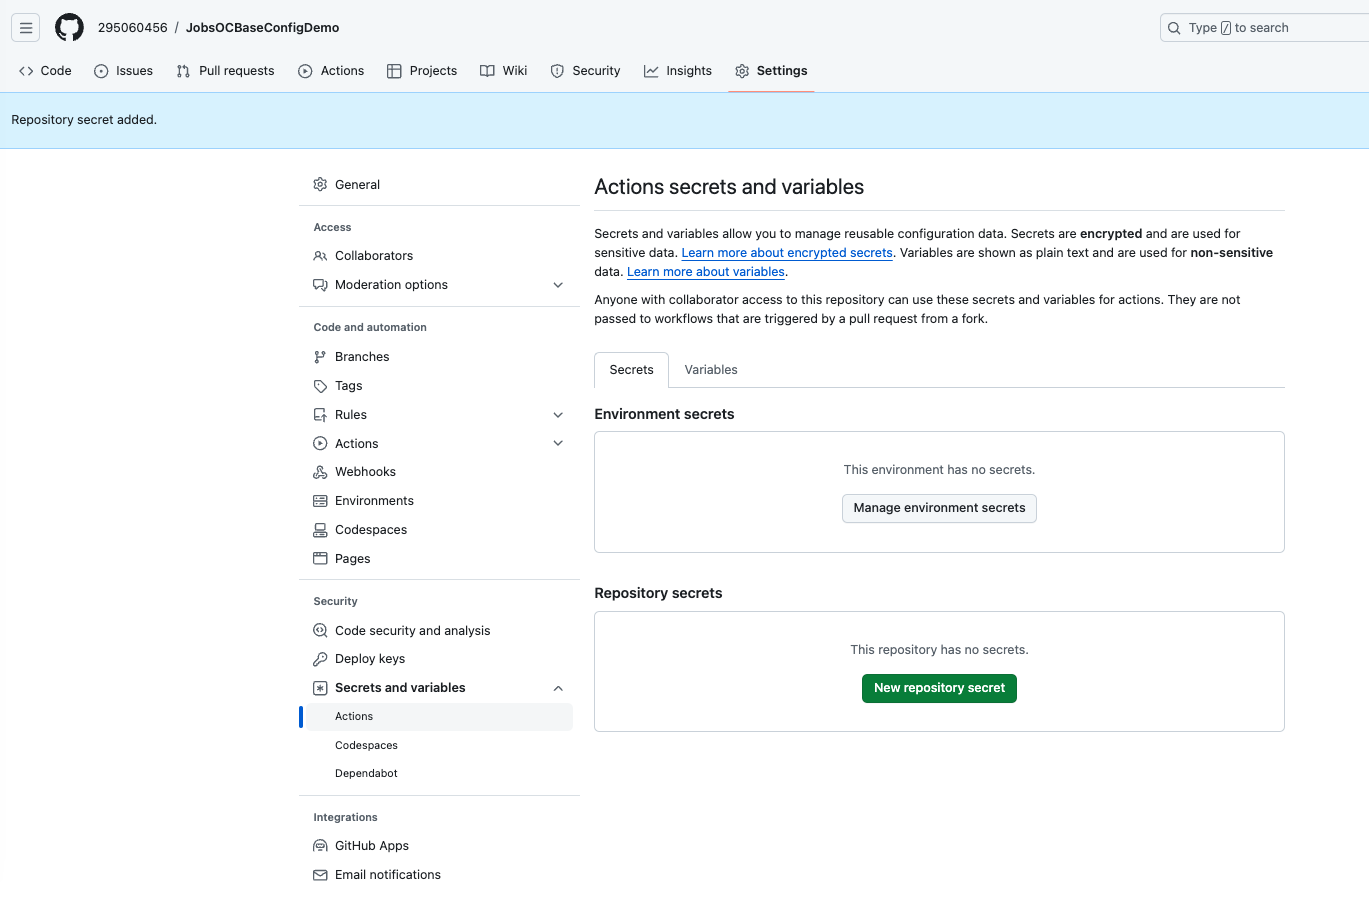 295060456 / JobsOCBaseConfigDemo
Type / to search
Code Issues Pull requests Actions Projects Wiki Security Insights Settings
Repository secret added.
General
Access
Collaborators
Moderation options
Code and automation
Branches
Tags
Rules
Actions
Webhooks
Environments
Codespaces
Pages
Security
Code security and analysis
Deploy keys
Secrets and variables
Actions
Codespaces
Dependabot
Integrations
GitHub Apps
Email notifications
Actions secrets and variables
Secrets and variables allow you to manage reusable configuration data. Secrets are encrypted and are used for
sensitive data. Learn more about encrypted secrets. Variables are shown as plain text and are used for non-sensitive
data. Learn more about variables.
Anyone with collaborator access to this repository can use these secrets and variables for actions. They are not
passed to workflows that are triggered by a pull request from a fork.
Secrets Variables
Environment secrets
This environment has no secrets.
Manage environment secrets
Repository secrets
This repository has no secrets.
New repository secret